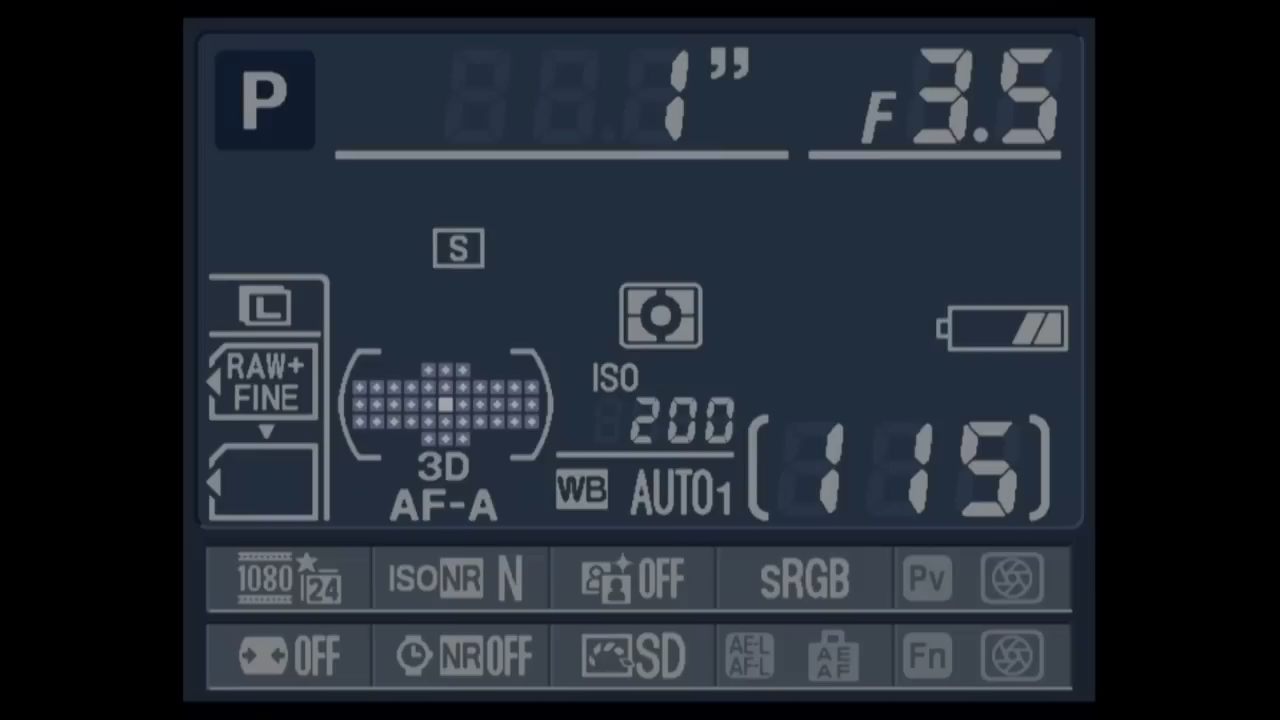 P 1” F3.5
S
L
RAW+
FINE
ISO
200
3D
AF-A
WB AUTO1
[115]
1080 ★24 ISO NR N OFF sRGB Pv
OFF NR OFF SD AE-L AF-L AE AF Fn